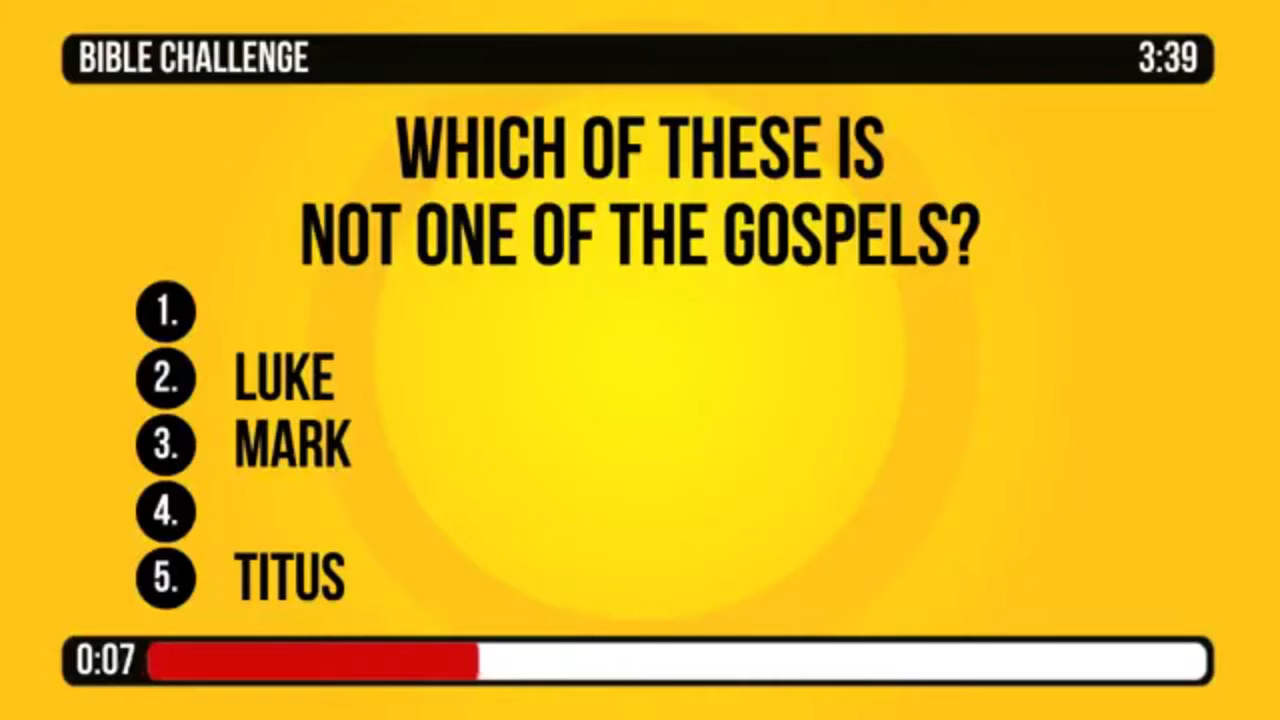 BIBLE CHALLENGE 3:39
WHICH OF THESE IS
NOT ONE OF THE GOSPELS?
1.
2. LUKE
3. MARK
4.
5. TITUS
0:07